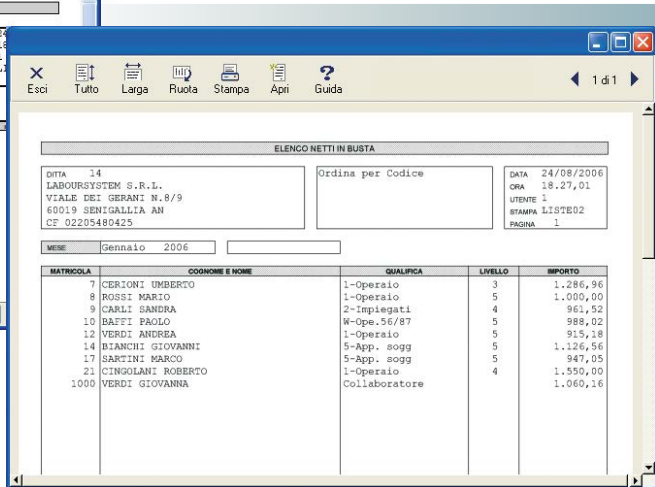 Esci Tutto Larga Ruota Stampa Apri Guida 1 di 1
ELENCO NETTI IN BUSTA
DITTA 14
LABOURSYSTEM S.R.L.
VIALE DEI GERANI N.8/9
60019 SENIGALLIA AN
CF 02205480425
Ordina per Codice
DATA 24/08/2006
ORA 18.27,01
UTENTE 1
STAMPA LISTE02
PAGINA 1
MESE Gennaio 2006
MATRICOLA COGNOME E NOME QUALIFICA LIVELLO IMPORTO
7 CERIONI UMBERTO 1-Operaio 3 1.286,96
8 ROSSI MARIO 1-Operaio 5 1.000,00
9 CARLI SANDRA 2-Impiegati 4 961,52
10 BAFFI PAOLO W-Ope.56/87 5 988,02
12 VERDI ANDREA 1-Operaio 5 915,18
14 BIANCHI GIOVANNI 5-App. sogg 5 1.126,56
17 SARTINI MARCO 5-App. sogg 5 947,05
21 CINGOLANI ROBERTO 1-Operaio 4 1.550,00
1000 VERDI GIOVANNA Collaboratore 1.060,16